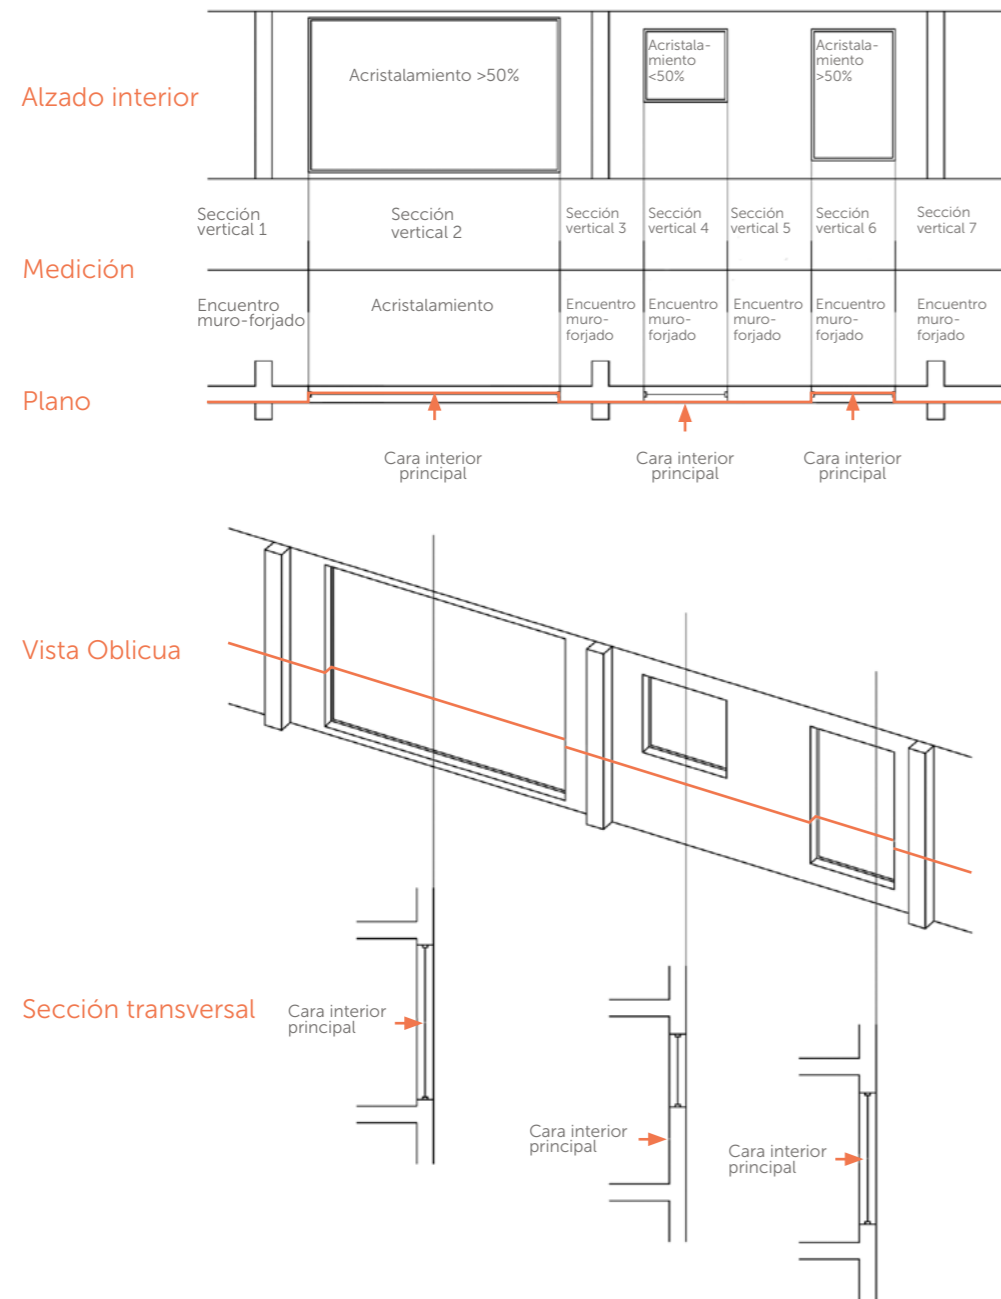 Alzado interior
Acristalamiento >50%
Acristala-
miento
<50%
Acristala-
miento
>50%
Medición
Sección
vertical 1
Sección
vertical 2
Sección
vertical 3
Sección
vertical 4
Sección
vertical 5
Sección
vertical 6
Sección
vertical 7
Encuentro
muro-forjado
Acristalamiento
Encuentro
muro-
forjado
Encuentro
muro-
forjado
Encuentro
muro-
forjado
Encuentro
muro-
forjado
Encuentro
muro-
forjado
Plano
Cara interior
principal
Cara interior
principal
Cara interior
principal
Vista Oblicua
Sección transversal
Cara interior
principal
Cara interior
principal
Cara interior
principal